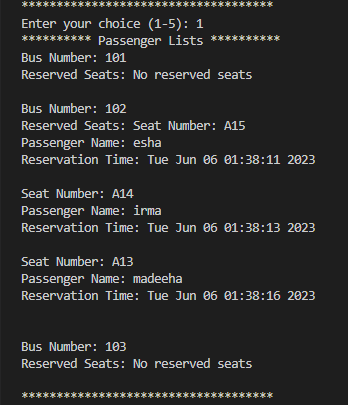 ************************************
Enter your choice (1-5): 1
********** Passenger Lists **********
Bus Number: 101
Reserved Seats: No reserved seats
Bus Number: 102
Reserved Seats: Seat Number: A15
Passenger Name: esha
Reservation Time: Tue Jun 06 01:38:11 2023
Seat Number: A14
Passenger Name: irma
Reservation Time: Tue Jun 06 01:38:13 2023
Seat Number: A13
Passenger Name: madeeha
Reservation Time: Tue Jun 06 01:38:16 2023
Bus Number: 103
Reserved Seats: No reserved seats
************************************